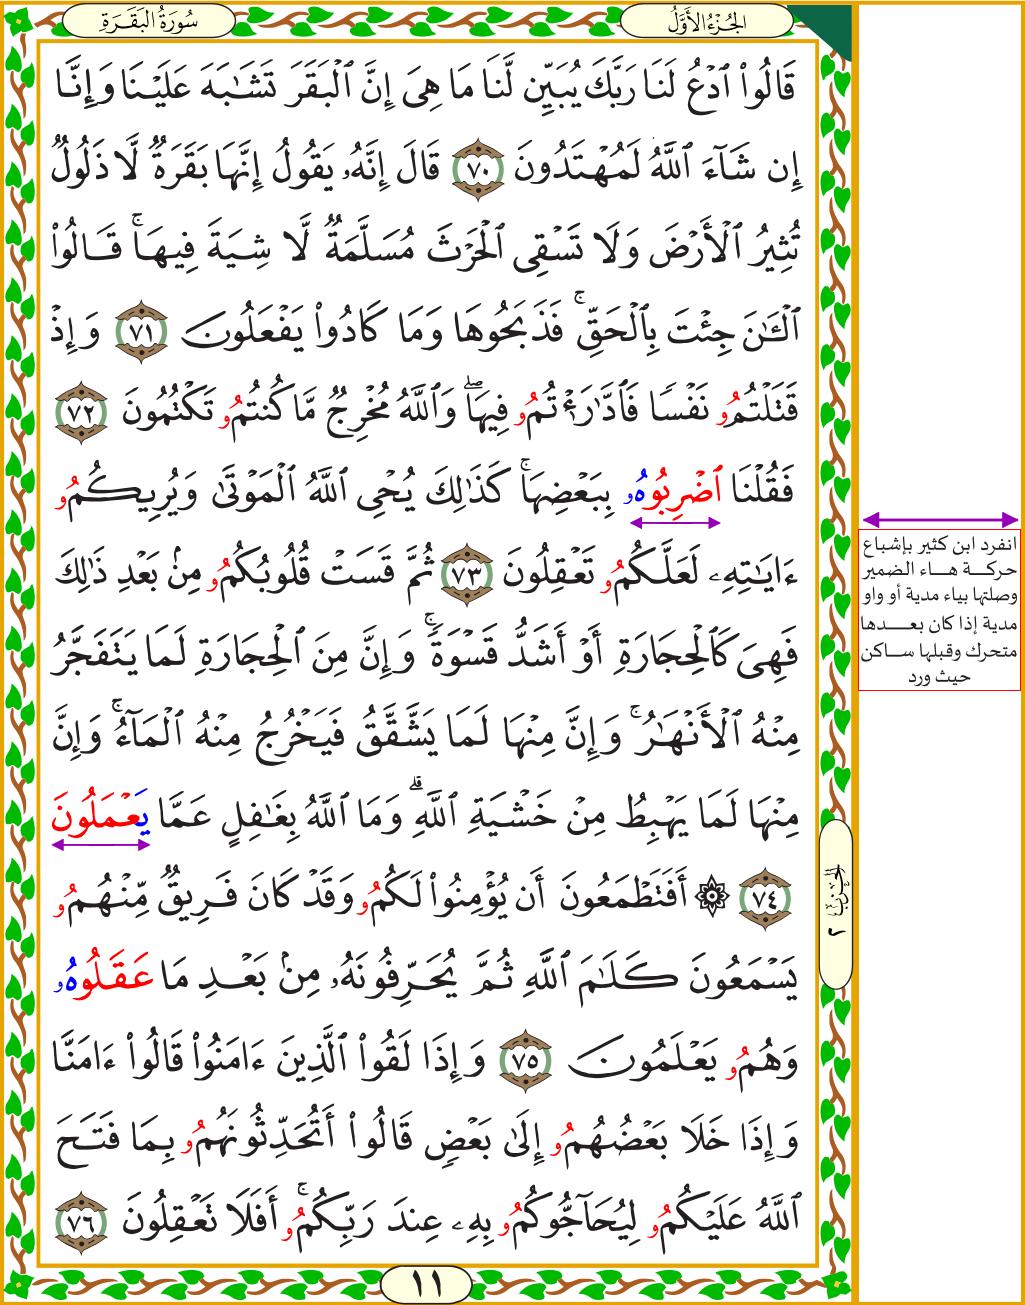 الجُزْءُ الأَوَّلُ
سُورَةُ البَقَرَةِ
قَالُوا۟ ٱدْعُ لَنَا رَبَّكَ يُبَيِّن لَّنَا مَا هِىَ إِنَّ ٱلْبَقَرَ تَشَٰبَهَ عَلَيْنَا وَإِنَّا
إِن شَآءَ ٱللَّهُ لَمُهْتَدُونَ ٧٠ قَالَ إِنَّهُۥ يَقُولُ إِنَّهَا بَقَرَةٌ لَّا ذَلُولٌ
تُثِيرُ ٱلْأَرْضَ وَلَا تَسْقِى ٱلْحَرْثَ مُسَلَّمَةٌ لَّا شِيَةَ فِيهَا ۚ قَالُوا۟
ٱلْـَٰٔنَ جِئْتَ بِٱلْحَقِّ ۚ فَذَبَحُوهَا وَمَا كَادُوا۟ يَفْعَلُونَ ٧١ وَإِذْ
قَتَلْتُمُۥ نَفْسًا فَٱدَّٰرَْٰٔتُمُۥ فِيهَا ۖ وَٱللَّهُ مُخْرِجٌ مَّا كُنتُمُۥ تَكْتُمُونَ ٧٢
فَقُلْنَا ٱضْرِبُوهُۥ بِبَعْضِهَا ۚ كَذَٰلِكَ يُحْىِ ٱللَّهُ ٱلْمَوْتَىٰ وَيُرِيكُمُۥ
ءَايَٰتِهِۦ لَعَلَّكُمُۥ تَعْقِلُونَ ٧٣ ثُمَّ قَسَتْ قُلُوبُكُمُۥ مِنۢ بَعْدِ ذَٰلِكَ
فَهِىَ كَٱلْحِجَارَةِ أَوْ أَشَدُّ قَسْوَةً ۚ وَإِنَّ مِنَ ٱلْحِجَارَةِ لَمَا يَتَفَجَّرُ
مِنْهُ ٱلْأَنْهَٰرُ ۚ وَإِنَّ مِنْهَا لَمَا يَشَّقَّقُ فَيَخْرُجُ مِنْهُ ٱلْمَآءُ ۚ وَإِنَّ
مِنْهَا لَمَا يَهْبِطُ مِنْ خَشْيَةِ ٱللَّهِ ۗ وَمَا ٱللَّهُ بِغَٰفِلٍ عَمَّا يَعْمَلُونَ
٧٤ ۞ أَفَتَطْمَعُونَ أَن يُؤْمِنُوا۟ لَكُمُۥ وَقَدْ كَانَ فَرِيقٌ مِّنْهُمُۥ
يَسْمَعُونَ كَلَٰمَ ٱللَّهِ ثُمَّ يُحَرِّفُونَهُۥ مِنۢ بَعْدِ مَا عَقَلُوهُۥ
وَهُمُۥ يَعْلَمُونَ ٧٥ وَإِذَا لَقُوا۟ ٱلَّذِينَ ءَامَنُوا۟ قَالُوا۟ ءَامَنَّا
وَإِذَا خَلَا بَعْضُهُمُۥ إِلَىٰ بَعْضٍ قَالُوا۟ أَتُحَدِّثُونَهُمُۥ بِمَا فَتَحَ
ٱللَّهُ عَلَيْكُمُۥ لِيُحَآجُّوكُمُۥ بِهِۦ عِندَ رَبِّكُمُۥ ۚ أَفَلَا تَعْقِلُونَ ٧٦
١١
الحِزْبُ ٢
انفرد ابن كثير بإشباع
حركة هاء الضمير
وصلتها بياء مدية أو واو
مدية إذا كان بعدها
متحرك وقبلها ساكن
حيث ورد